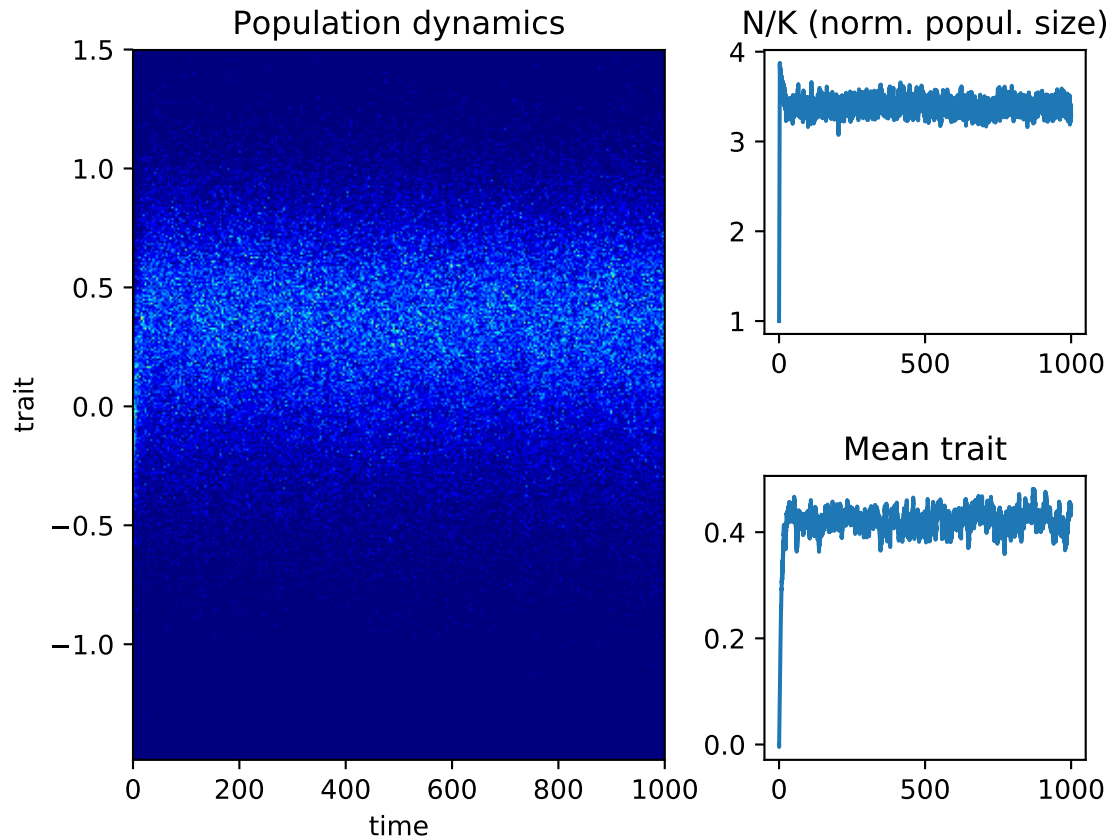 Population dynamics
1.5
1.0
0.5
0.0
−0.5
−1.0
trait
0 200 400 600 800 1000
time
N/K (norm. popul. size)
4
3
2
1
0 500 1000
Mean trait
0.4
0.2
0.0
0 500 1000